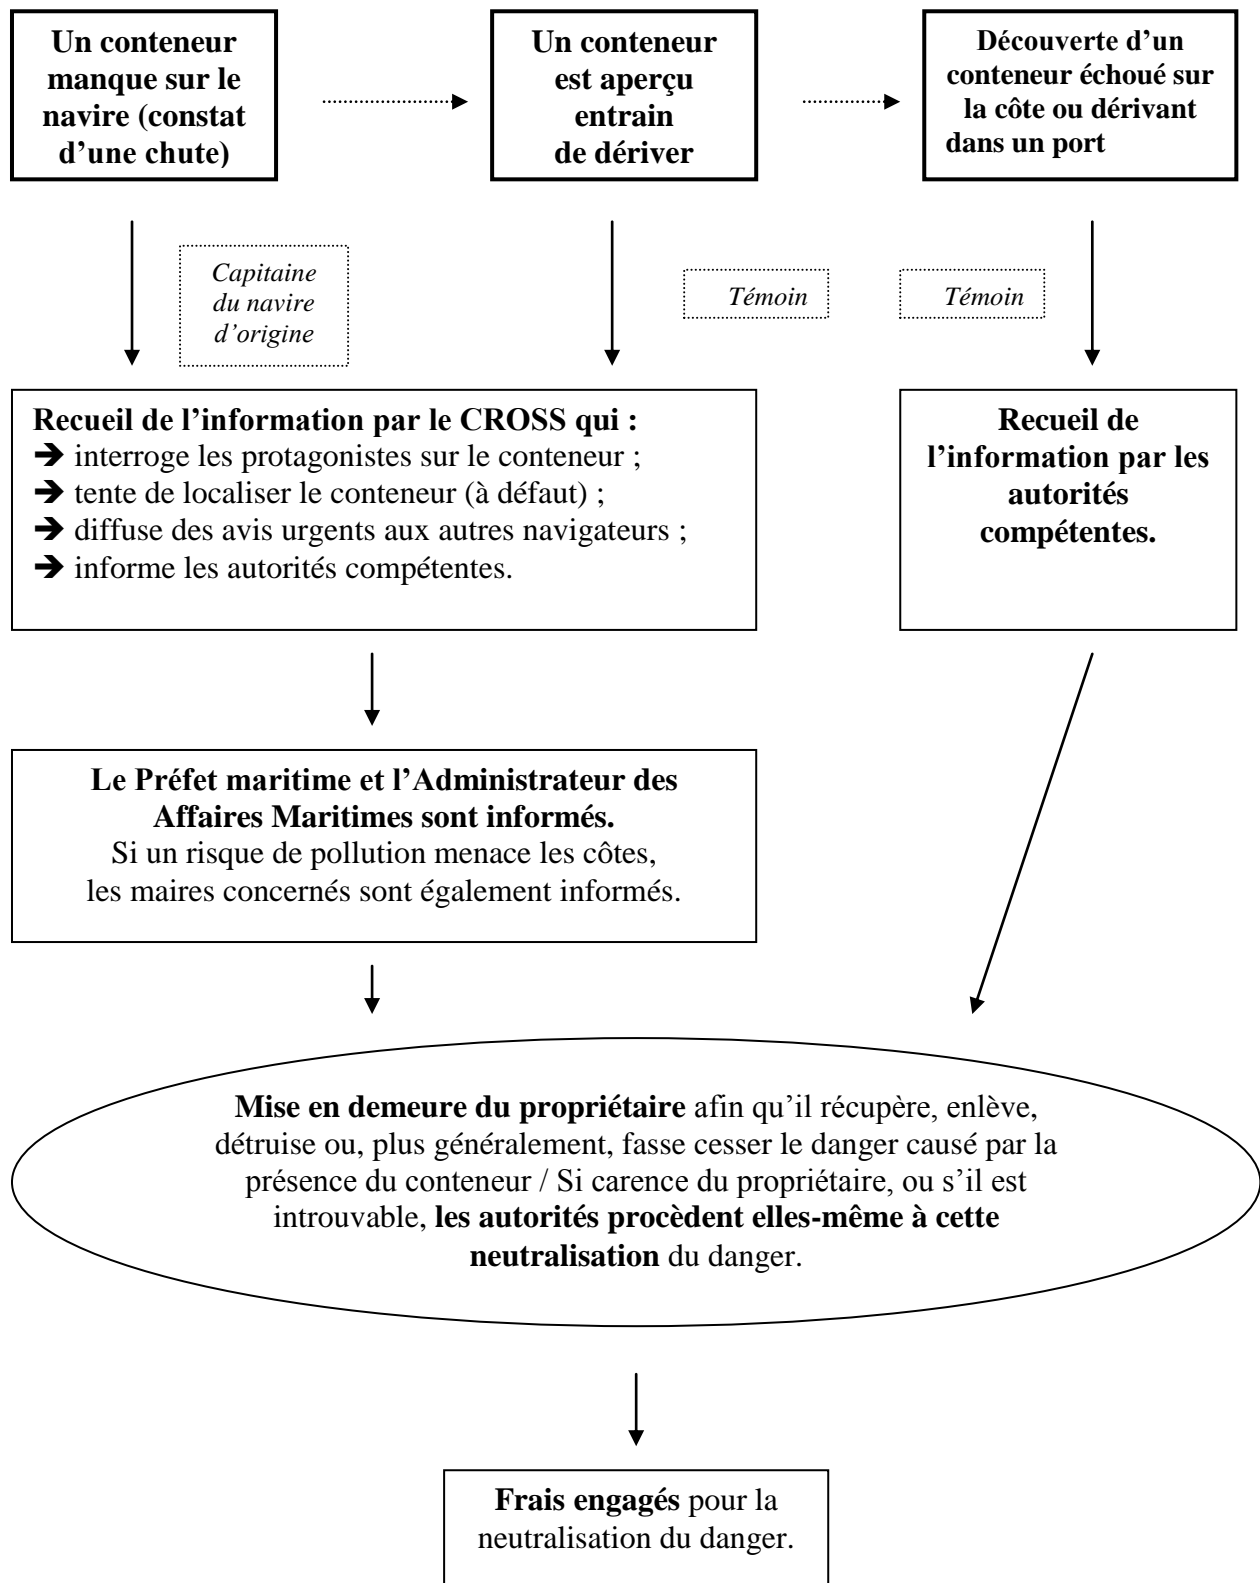 Un conteneur
manque sur le
navire (constat
d’une chute)
Un conteneur
est aperçu
entrain
de dériver
Découverte d’un
conteneur échoué sur
la côte ou dérivant
dans un port
Capitaine
du navire
d’origine
Témoin
Témoin
Recueil de l’information par le CROSS qui :
➔ interroge les protagonistes sur le conteneur ;
➔ tente de localiser le conteneur (à défaut) ;
➔ diffuse des avis urgents aux autres navigateurs ;
➔ informe les autorités compétentes.
Recueil de
l’information par les
autorités
compétentes.
Le Préfet maritime et l’Administrateur des
Affaires Maritimes sont informés.
Si un risque de pollution menace les côtes,
les maires concernés sont également informés.
Mise en demeure du propriétaire afin qu’il récupère, enlève,
détruise ou, plus généralement, fasse cesser le danger causé par la
présence du conteneur / Si carence du propriétaire, ou s’il est
introuvable, les autorités procèdent elles-même à cette
neutralisation du danger.
Frais engagés pour la
neutralisation du danger.